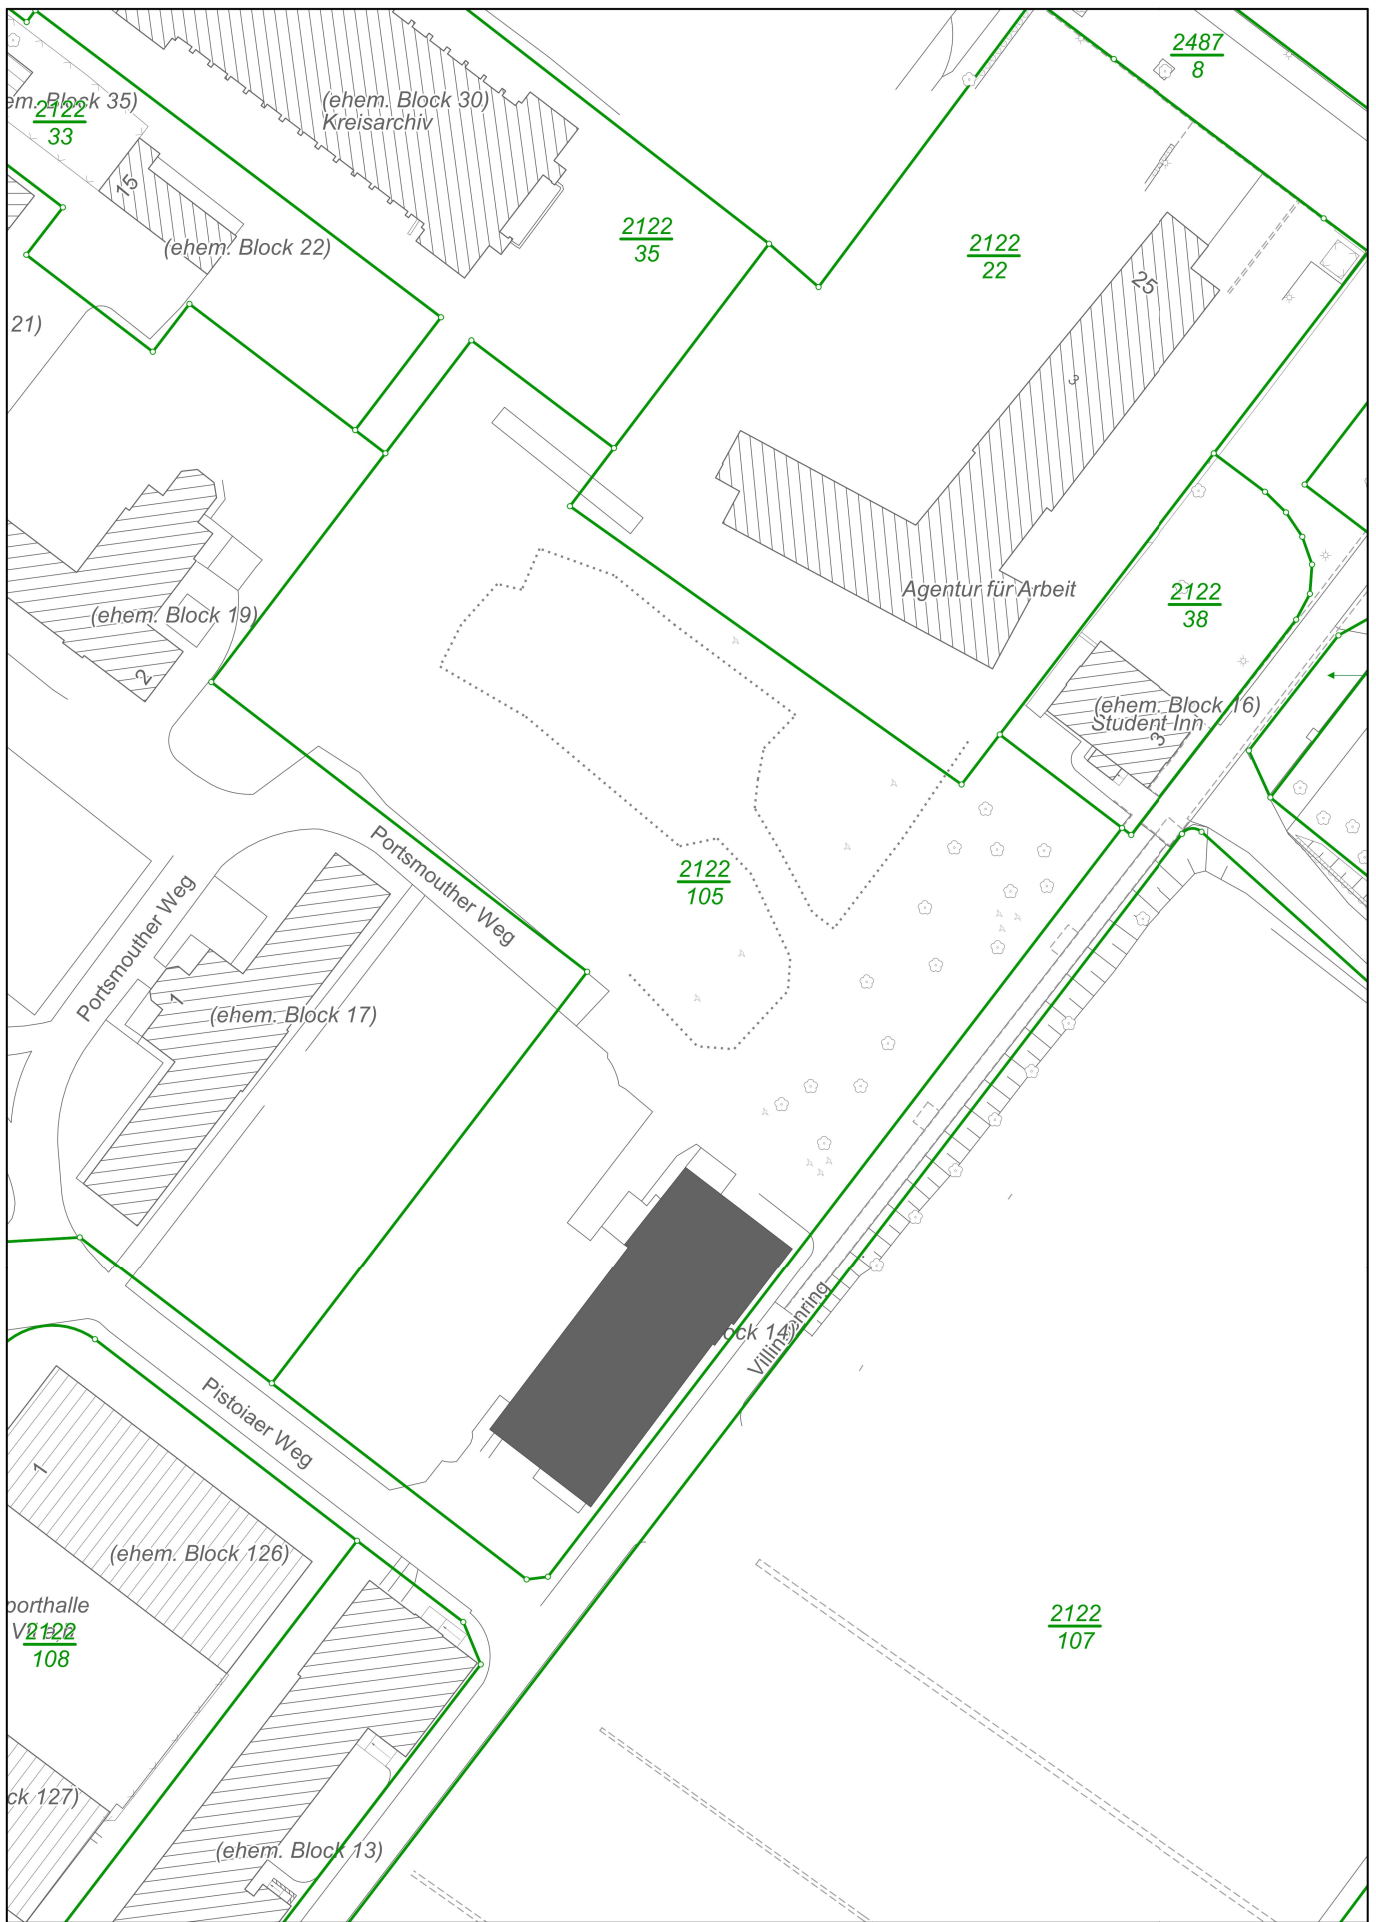 2487
8
(ehem. Block 30)
Kreisarchiv
em. Block 35)
2122
33
15
(ehem. Block 22)
2122
35
2122
22
25
21)
3
Agentur für Arbeit
2122
38
(ehem. Block 19)
2
(ehem. Block 16)
Student Inn
3
Portsmouther Weg
2122
105
Portsmouther Weg
1
(ehem. Block 17)
ock 14)
Pistoiaer Weg
1
(ehem. Block 126)
porthalle
2122
108
2122
107
ck 127)
(ehem. Block 13)